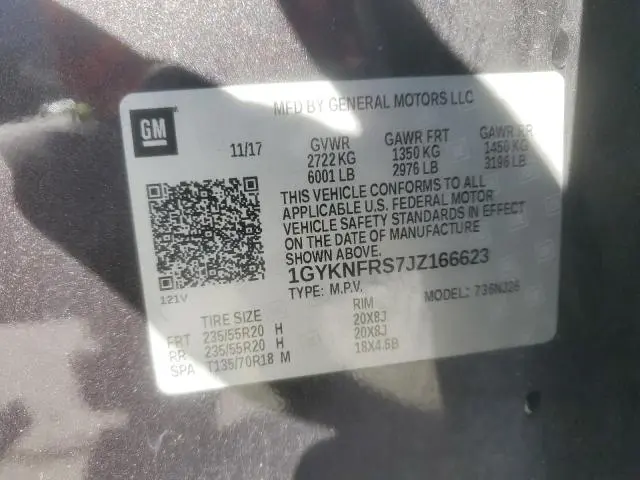 MFD BY GENERAL MOTORS LLC
GM
11/17 GVWR GAWR FRT GAWR RR
2722 KG 1350 KG 1450 KG
6001 LB 2976 LB 3196 LB
THIS VEHICLE CONFORMS TO ALL
APPLICABLE U.S. FEDERAL MOTOR
VEHICLE SAFETY STANDARDS IN EFFECT
ON THE DATE OF MANUFACTURE
SHOWN ABOVE.
1GYKNFRS7JZ166623
121V
TYPE: M.P.V. MODEL: 736NJ26
TIRE SIZE RIM
FRT 235/55R20 H 20X8J
RR 235/55R20 H 20X8J
SPA T135/70R18 M 18X4.5B